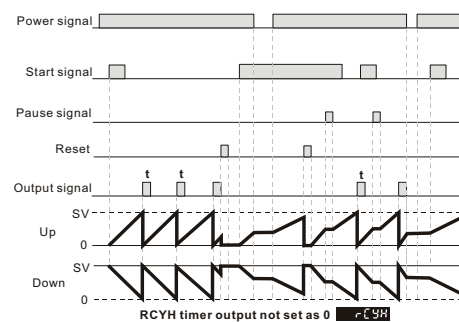 Power signal
Start signal
Pause signal
Reset
t t t
Output signal
SV
Up
0
SV
Down
0
RCYH timer output not set as 0 rCYH